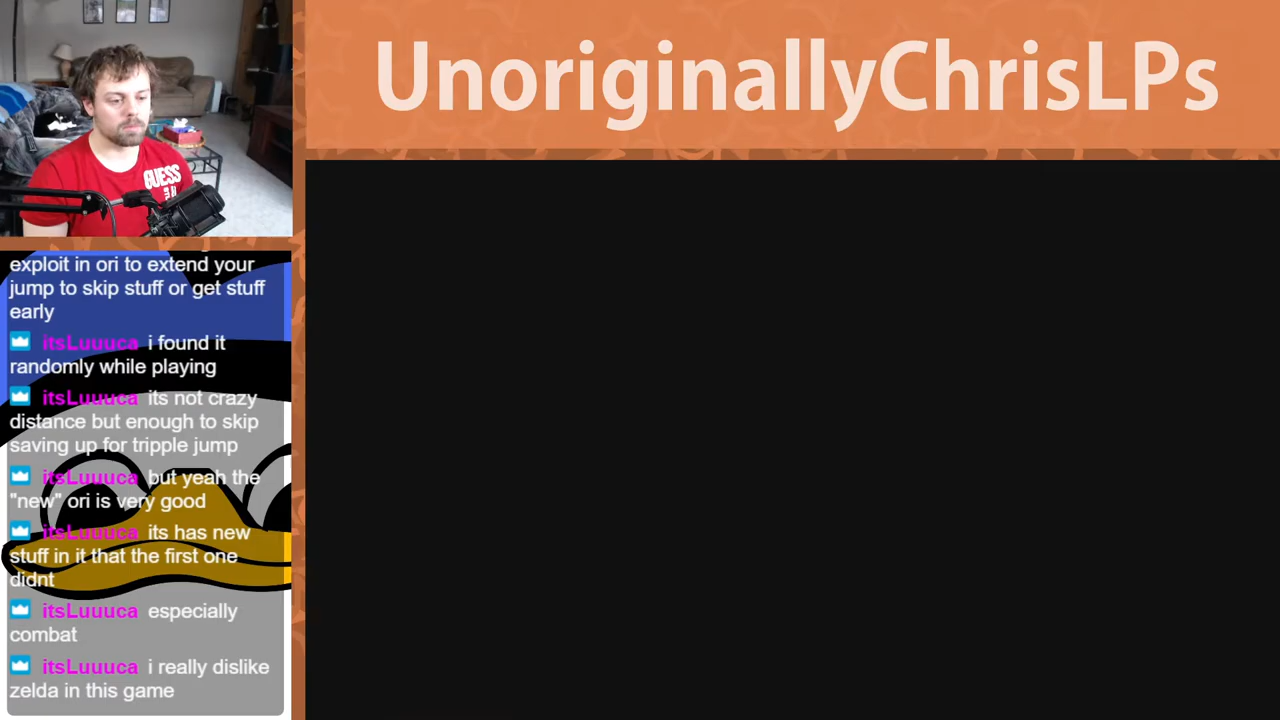 UnoriginallyChrisLPs
GUESS
exploit in ori to extend your
jump to skip stuff or get stuff
early
itsLuuuca i found it
randomly while playing
itsLuuuca its not crazy
distance but enough to skip
saving up for tripple jump
itsLuuuca but yeah the
"new" ori is very good
itsLuuuca its has new
stuff in it that the first one
didnt
itsLuuuca especially
combat
itsLuuuca i really dislike
zelda in this game